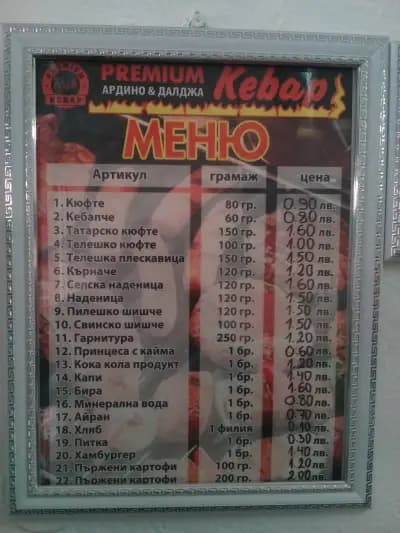 PREMIUM
KEBAP
PREMIUM Kebap
АРДИНО & ДАЛДЖА
МЕНЮ
Артикул грамаж цена
1. Кюфте 80 гр. 0.90 лв.
2. Кебапче 60 гр. 0.80 лв.
3. Татарско кюфте 150 гр. 1.60 лв.
4. Телешко кюфте 100 гр. 1.00 лв.
5. Телешка плескавица 150 гр. 1.50 лв.
6. Кърначе 120 гр. 1.20 лв.
7. Селска наденица 120 гр. 1.60 лв.
8. Наденица 120 гр. 1.50 лв.
9. Пилешко шишче 120 гр. 1.50 лв.
10. Свинско шишче 100 гр. 1.50 лв.
11. Гарнитура 250 гр. 1.20 лв.
12. Принцеса с кайма 1 бр. 0.60 лв.
13. Кока кола продукт 1 бр. 1.20 лв.
14. Капи 1 бр. 1.40 лв.
15. Бира 1 бр. 1.60 лв.
16. Минерална вода 1 бр. 0.80 лв.
17. Айран 1 бр. 0.70 лв.
18. Хляб 1 филия 0.10 лв.
19. Питка 1 бр. 0.30 лв.
20. Хамбургер 1 бр. 1.40 лв.
21. Пържени картофи 100 гр. 1.20 лв.
22. Пържени картофи 200 гр. 2.00 лв.